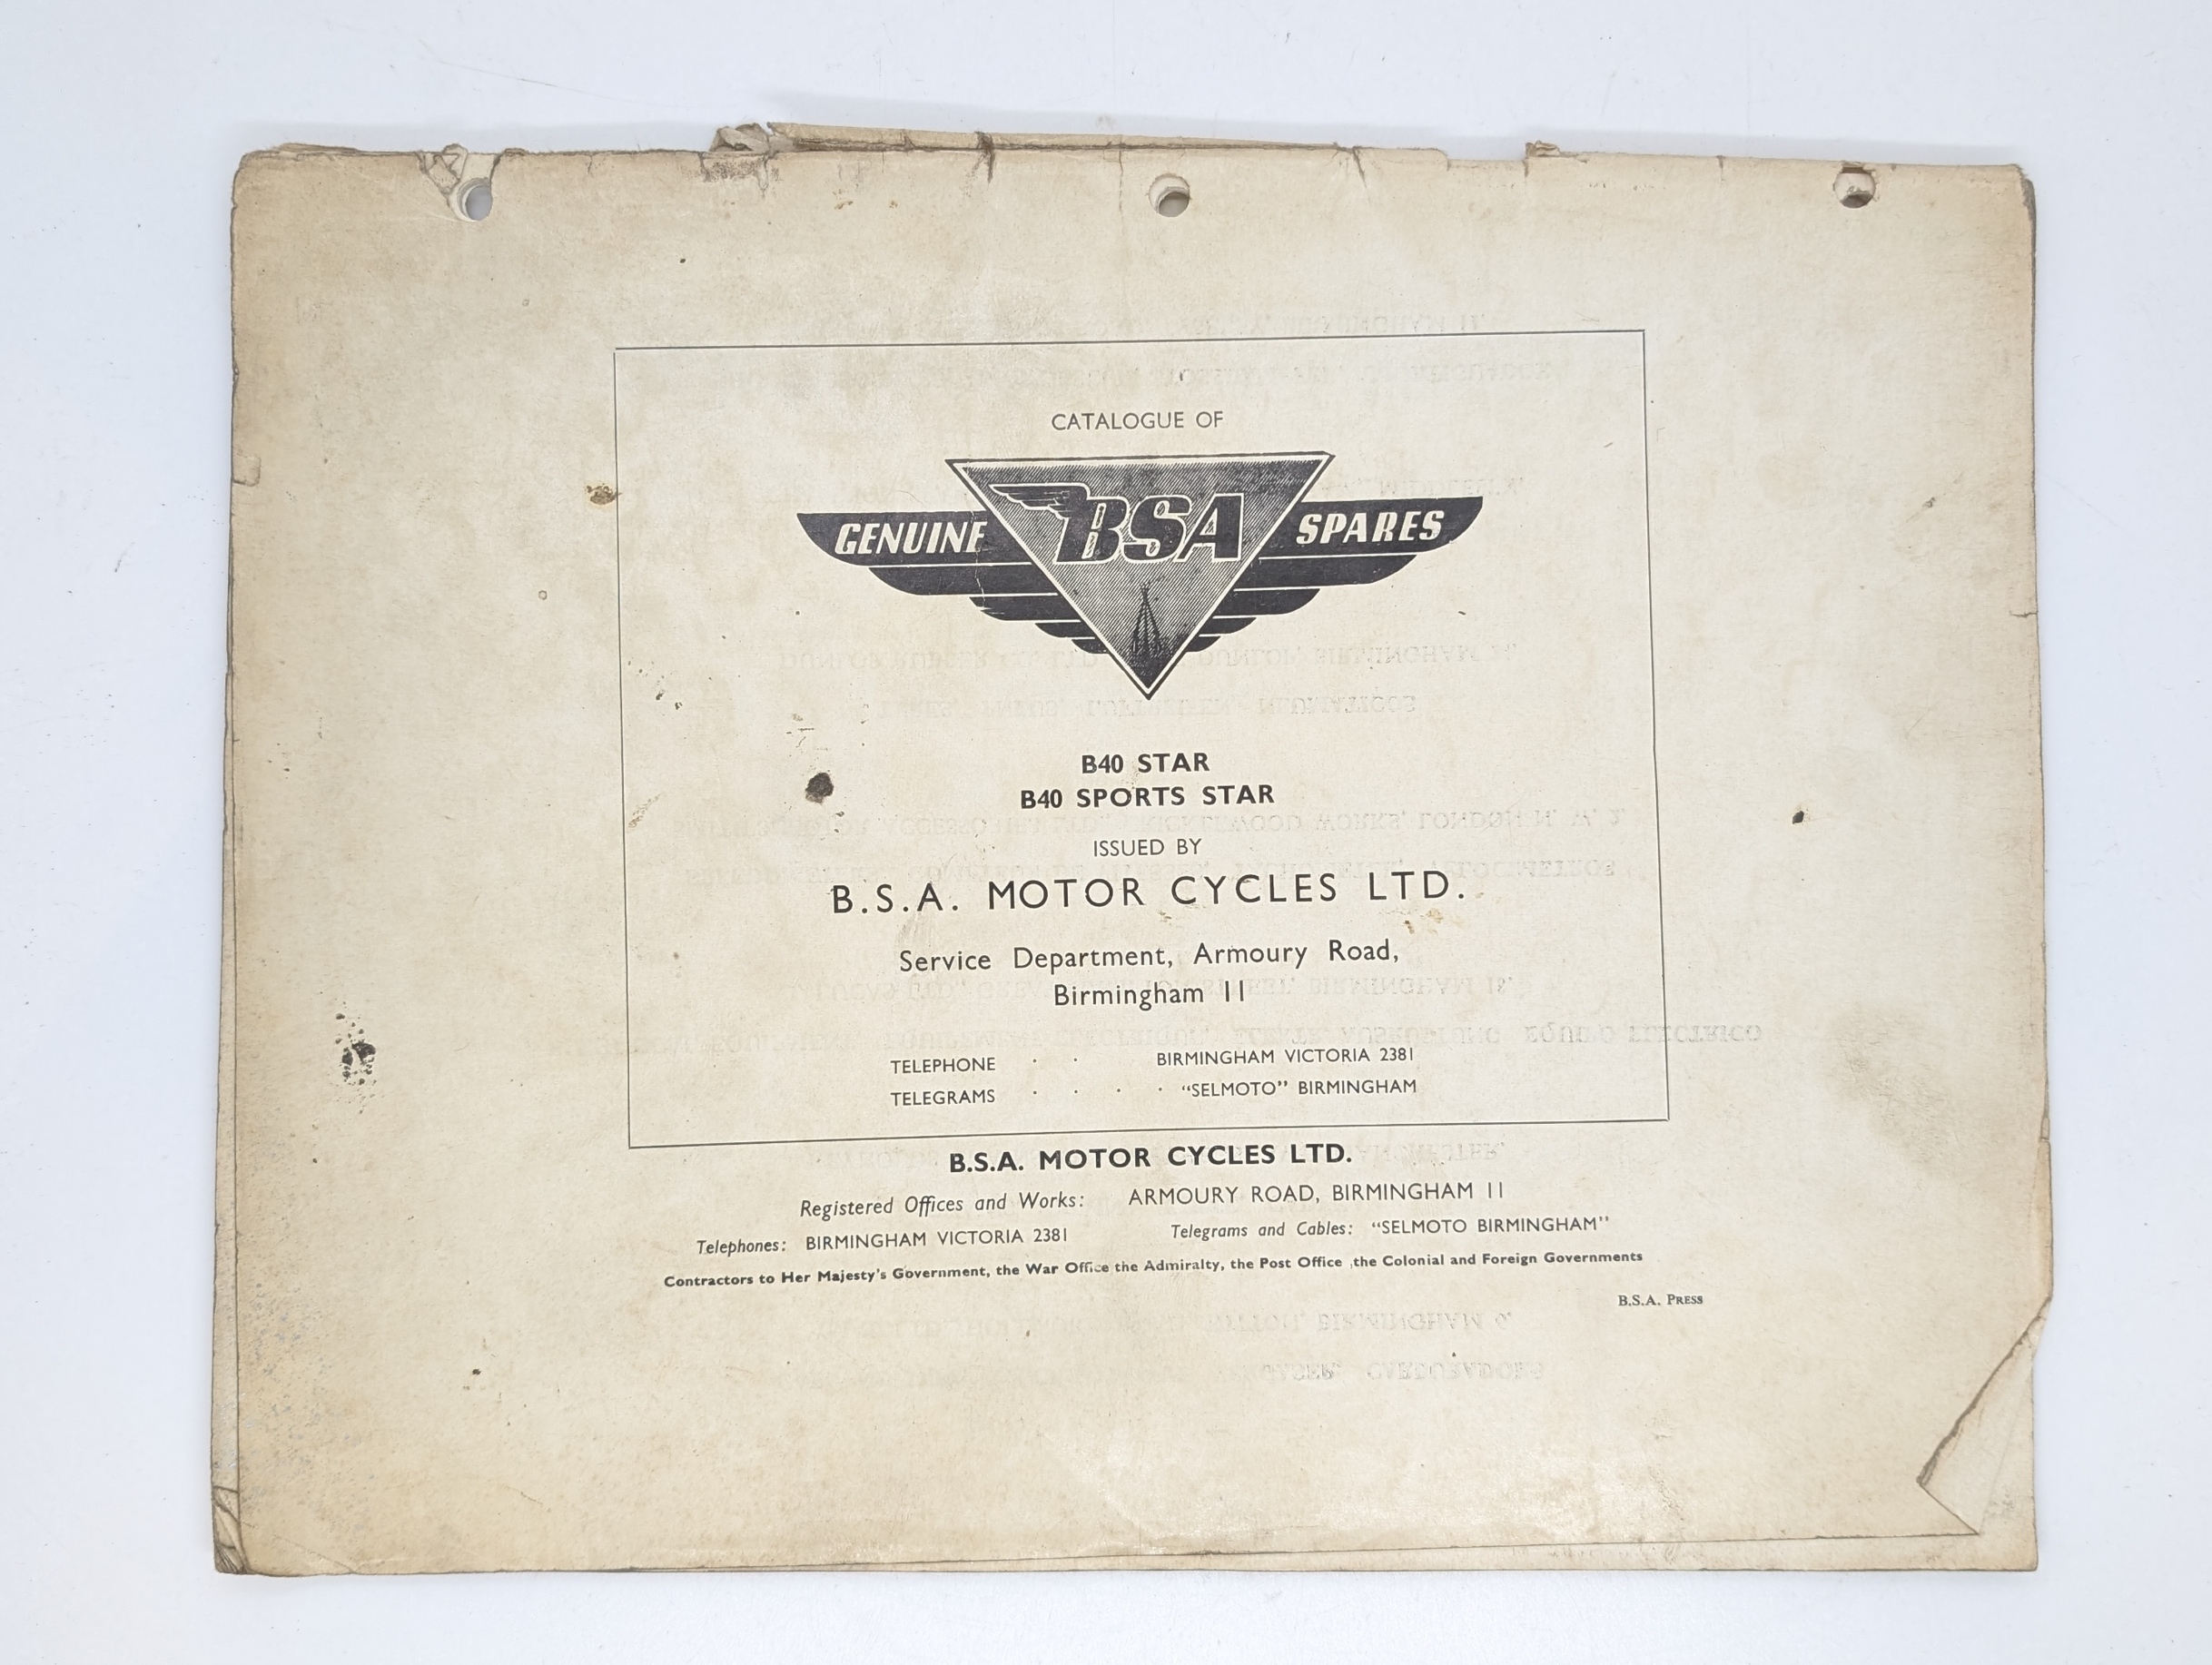 CATALOGUE OF
GENUINE BSA SPARES
B40 STAR
B40 SPORTS STAR
ISSUED BY
B.S.A. MOTOR CYCLES LTD.
Service Department, Armoury Road,
Birmingham 11
TELEPHONE · · BIRMINGHAM VICTORIA 2381
TELEGRAMS · · · · “SELMOTO” BIRMINGHAM
B.S.A. MOTOR CYCLES LTD.
Registered Offices and Works: ARMOURY ROAD, BIRMINGHAM 11
Telephones: BIRMINGHAM VICTORIA 2381 Telegrams and Cables: “SELMOTO BIRMINGHAM”
Contractors to Her Majesty's Government, the War Office the Admiralty, the Post Office ,the Colonial and Foreign Governments
B.S.A. PRESS